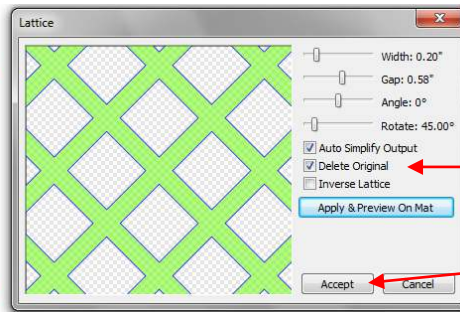 Lattice
Width: 0.20"
Gap: 0.58"
Angle: 0°
Rotate: 45.00°
Auto Simplify Output
Delete Original
Inverse Lattice
Apply & Preview On Mat
Accept
Cancel